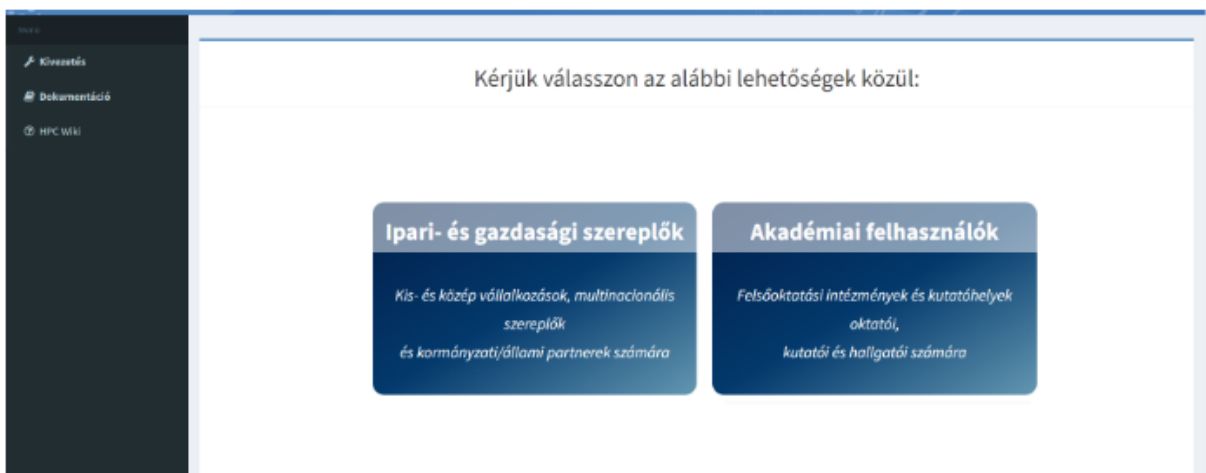 Kivezetés
Dokumentáció
HPC Wiki
Kérjük válasszon az alábbi lehetőségek közül:
Ipari- és gazdasági szereplők
Kis- és közép vállalkozások, multinacionális
szereplők
és kormányzati/állami partnerek számára
Akadémiai felhasználók
Felsőoktatási intézmények és kutatóhelyek
oktatói,
kutatói és hallgatói számára